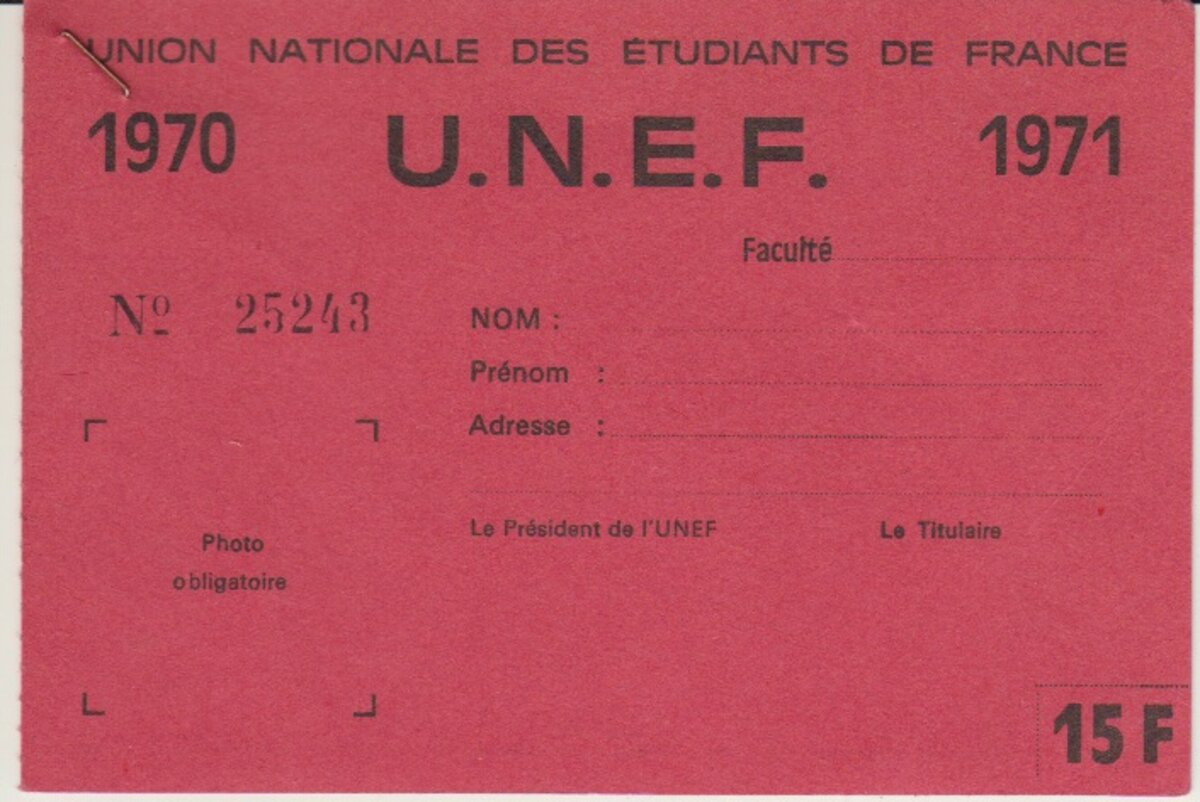 UNION NATIONALE DES ÉTUDIANTS DE FRANCE
1970 U.N.E.F. 1971
Faculté
Nº 25243
NOM :
Prénom :
Adresse :
Le Président de l'UNEF Le Titulaire
Photo
obligatoire
15 F